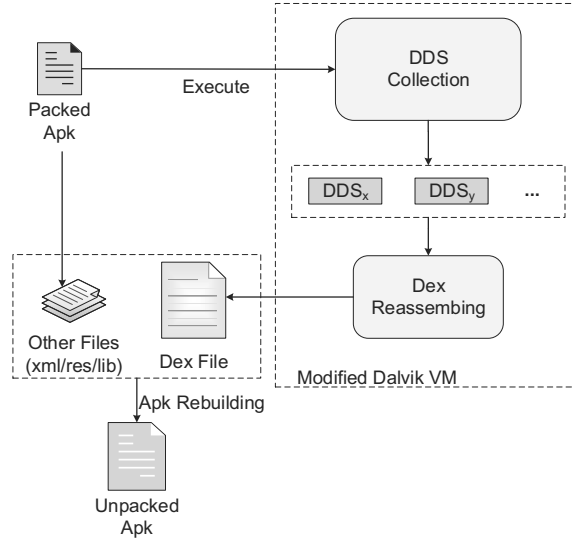 DDS
Collection
Execute
Packed
Apk
DDSx
DDSy
...
Dex
Reassembing
Other Files
(xml/res/lib)
Dex File
Modified Dalvik VM
Apk Rebuilding
Unpacked
Apk